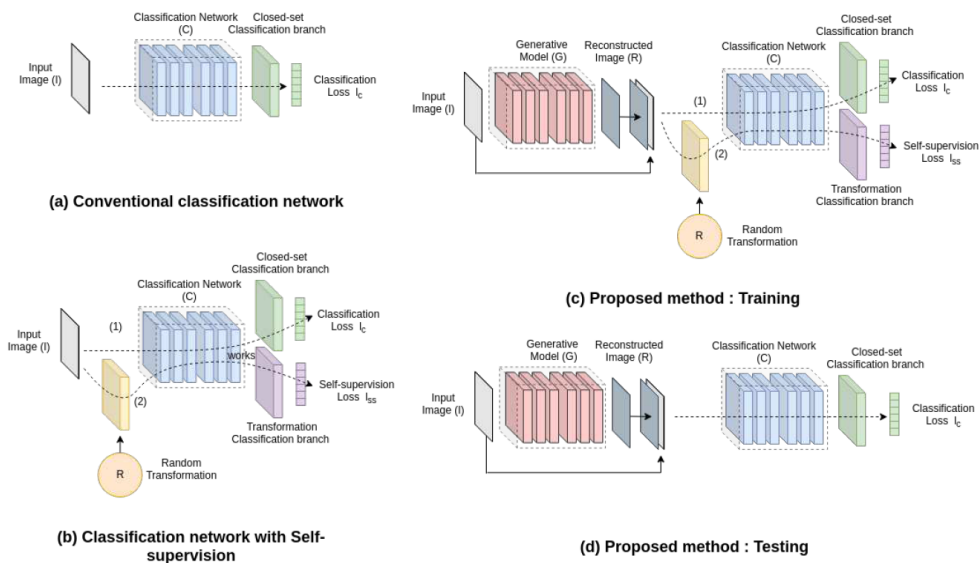 Classification Network
(C)
Closed-set
Classification branch
Input
Image (I)
Classification
Loss lc
(a) Conventional classification network
Closed-set
Classification branch
Classification Network
(C)
(1)
Input
Image (I)
works
Classification
Loss lc
(2)
Self-supervision
Loss lss
Transformation
Classification branch
R
Random
Transformation
(b) Classification network with Self-
supervision
Closed-set
Classification branch
Generative
Model (G)
Reconstructed
Image (R)
Classification Network
(C)
Input
Image (I)
(1)
Classification
Loss lc
(2)
Self-supervision
Loss lss
Transformation
Classification branch
R
Random
Transformation
(c) Proposed method : Training
Generative
Model (G)
Reconstructed
Image (R)
Classification Network
(C)
Closed-set
Classification branch
Input
Image (I)
Classification
Loss lc
(d) Proposed method : Testing